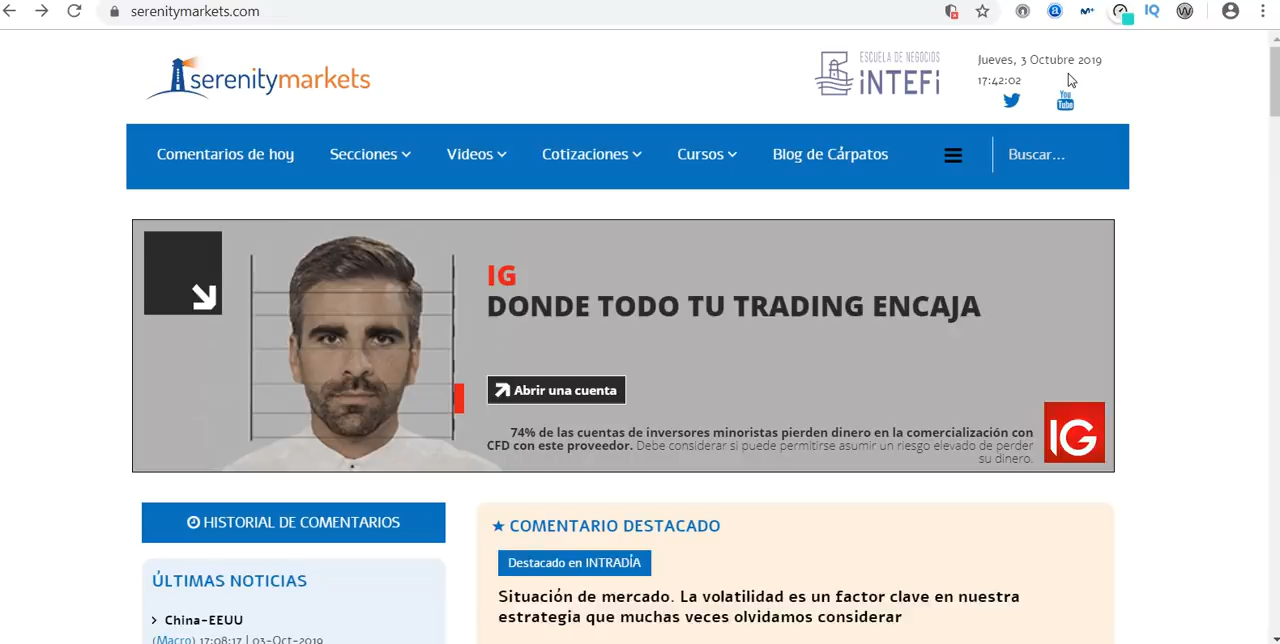 serenitymarkets.com
serenitymarkets
ESCUELA DE NEGOCIOS
iNTEFi
Jueves, 3 Octubre 2019
17:42:02
You
Tube
Comentarios de hoy Secciones Videos Cotizaciones Cursos Blog de Cárpatos Buscar...
IG
DONDE TODO TU TRADING ENCAJA
Abrir una cuenta
74% de las cuentas de inversores minoristas pierden dinero en la comercialización con
CFD con este proveedor. Debe considerar si puede permitirse asumir un riesgo elevado de perder
su dinero.
IG
HISTORIAL DE COMENTARIOS
ÚLTIMAS NOTICIAS
China-EEUU
(Macro) 17:08:17 | 03-Oct-2019
COMENTARIO DESTACADO
Destacado en INTRADÍA
Situación de mercado. La volatilidad es un factor clave en nuestra
estrategia que muchas veces olvidamos considerar